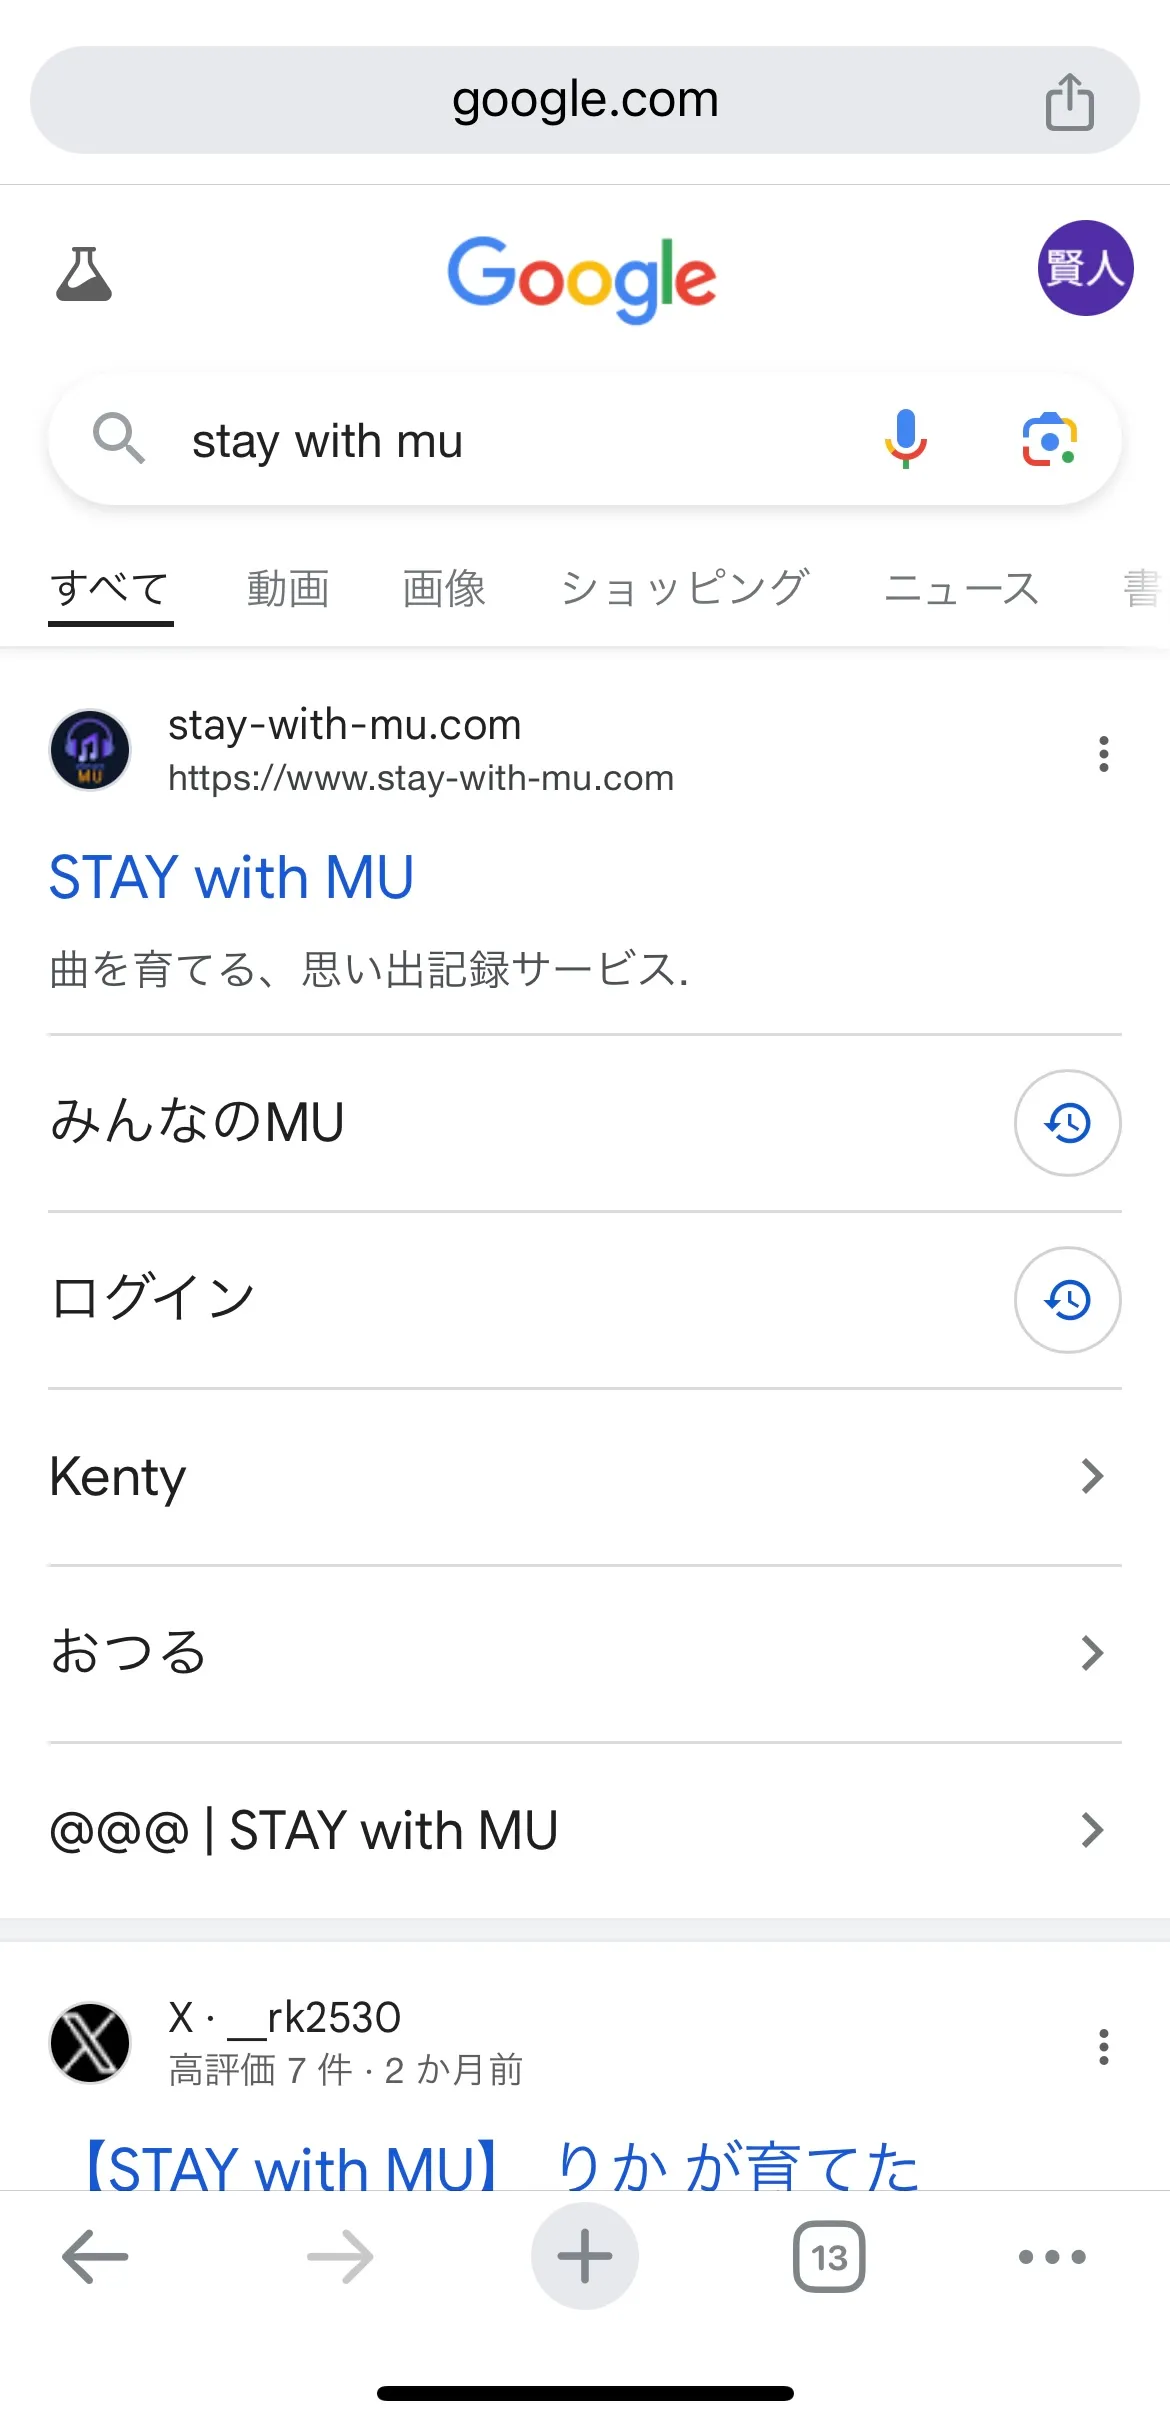 google.com
Google
賢人
stay with mu
すべて 動画 画像 ショッピング ニュース 書
MU
stay-with-mu.com
https://www.stay-with-mu.com
STAY with MU
曲を育てる、思い出記録サービス.
みんなのMU
ログイン
Kenty
おつる
@@@ | STAY with MU
X · __rk2530
高評価 7 件 · 2 か月前
【STAY with MU】 りか が育てた
13